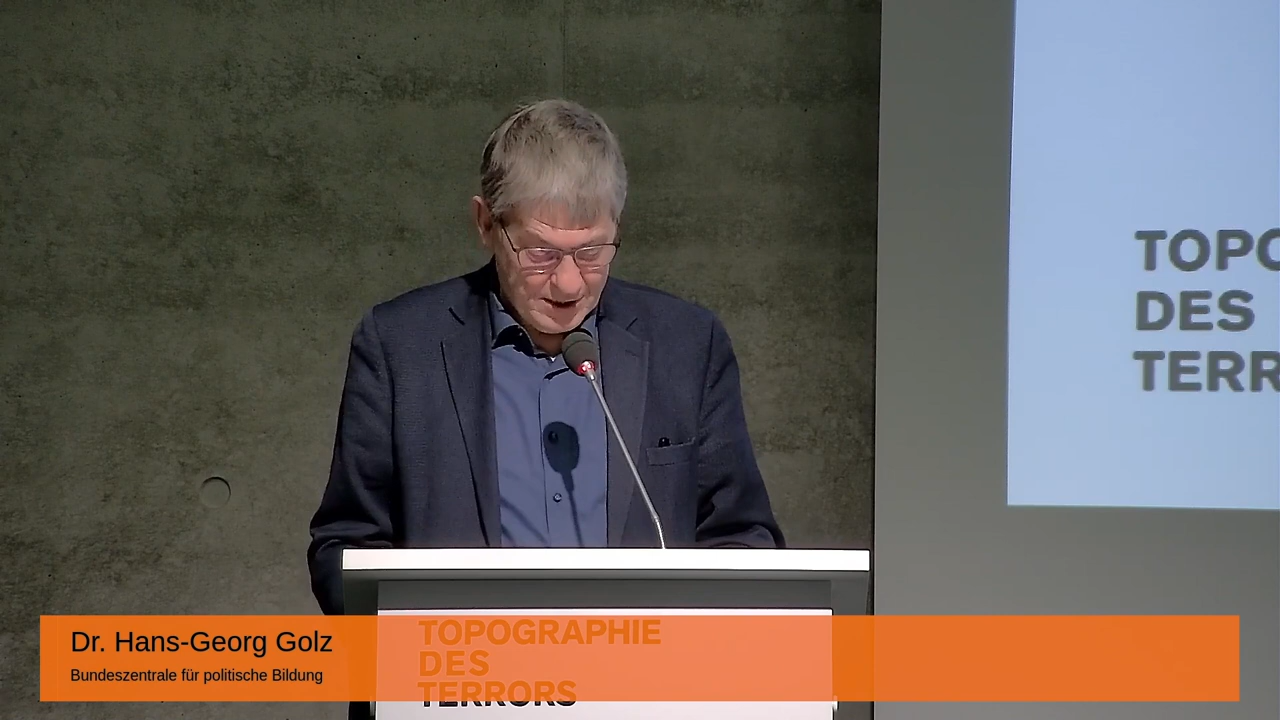 TOPO
DES
TERR
Dr. Hans-Georg Golz
Bundeszentrale für politische Bildung
TOPOGRAPHIE
DES
TERRORS